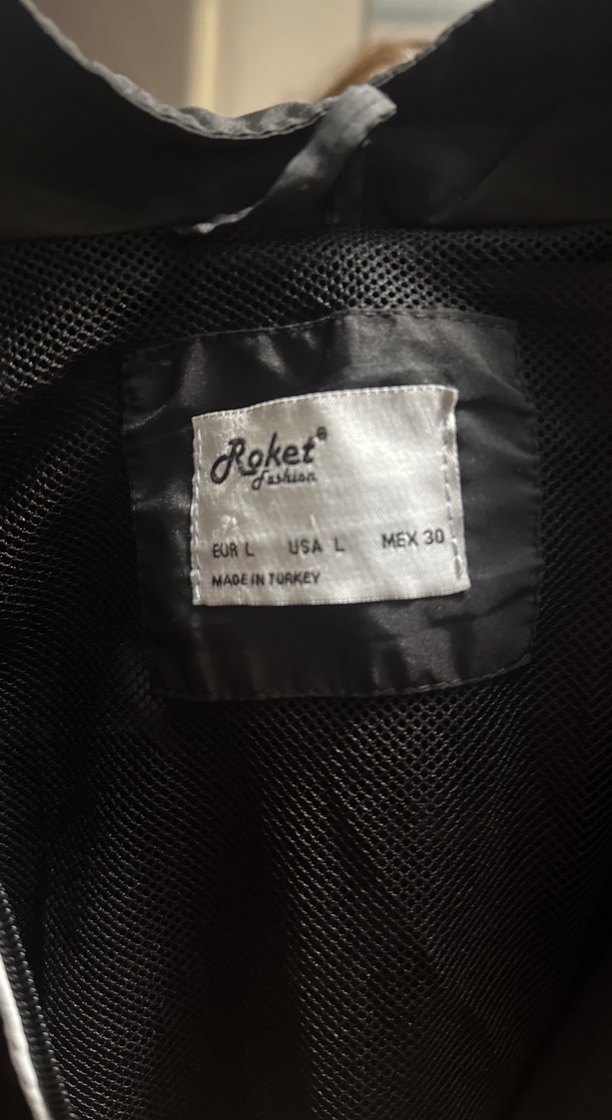 Roket®
Fashion
EUR L USA L MEX 30
MADE IN TURKEY